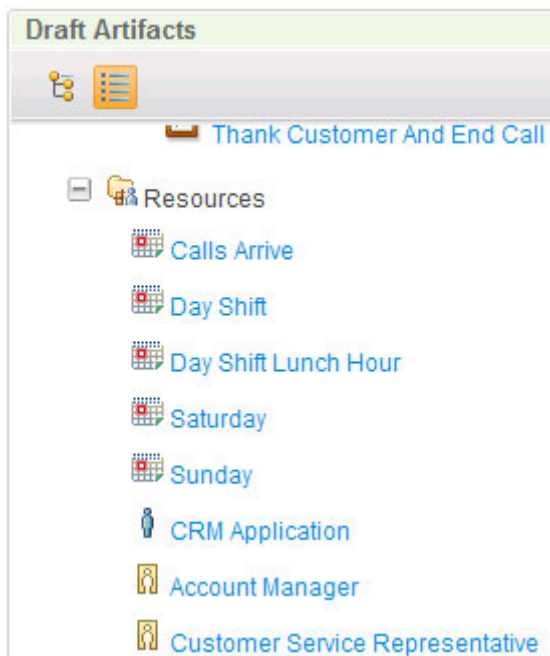 Draft Artifacts
Thank Customer And End Call
Resources
Calls Arrive
Day Shift
Day Shift Lunch Hour
Saturday
Sunday
CRM Application
Account Manager
Customer Service Representative